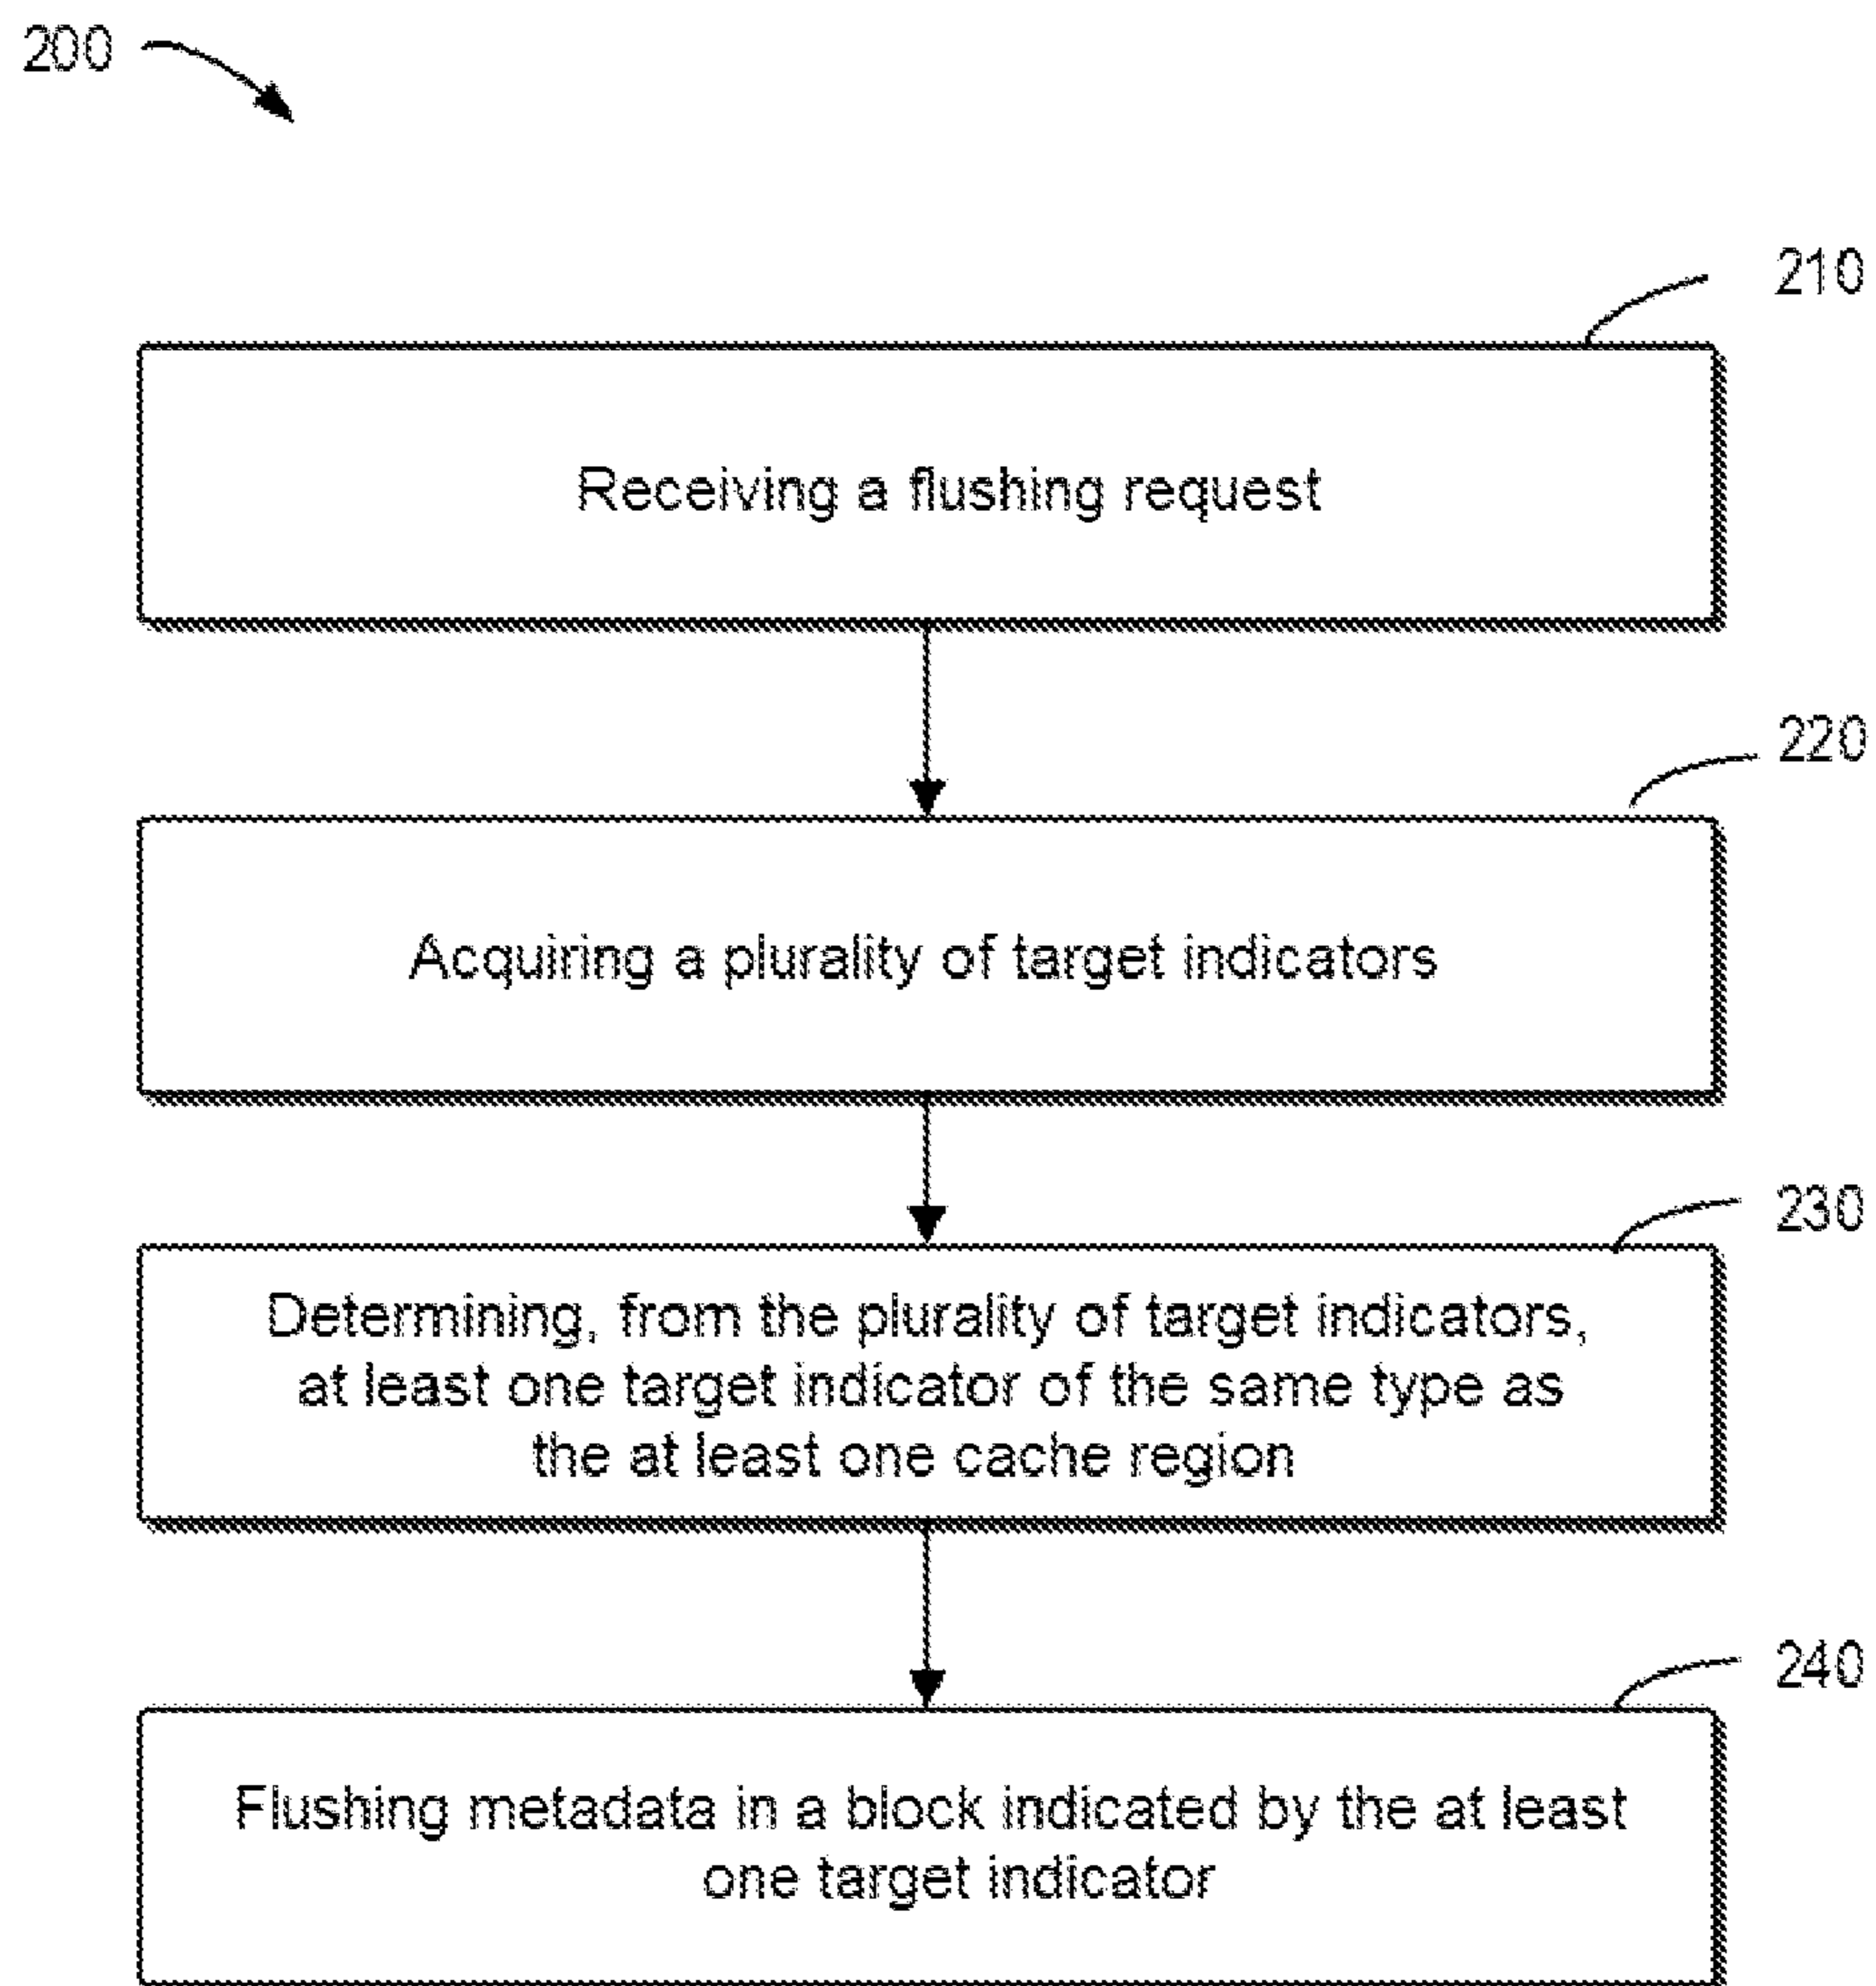 200
210
Receiving a flushing request
220
Acquiring a plurality of target indicators
230
Determining, from the plurality of target indicators,
at least one target indicator of the same type as
the at least one cache region
240
Flushing metadata in a block indicated by the at least
one target indicator